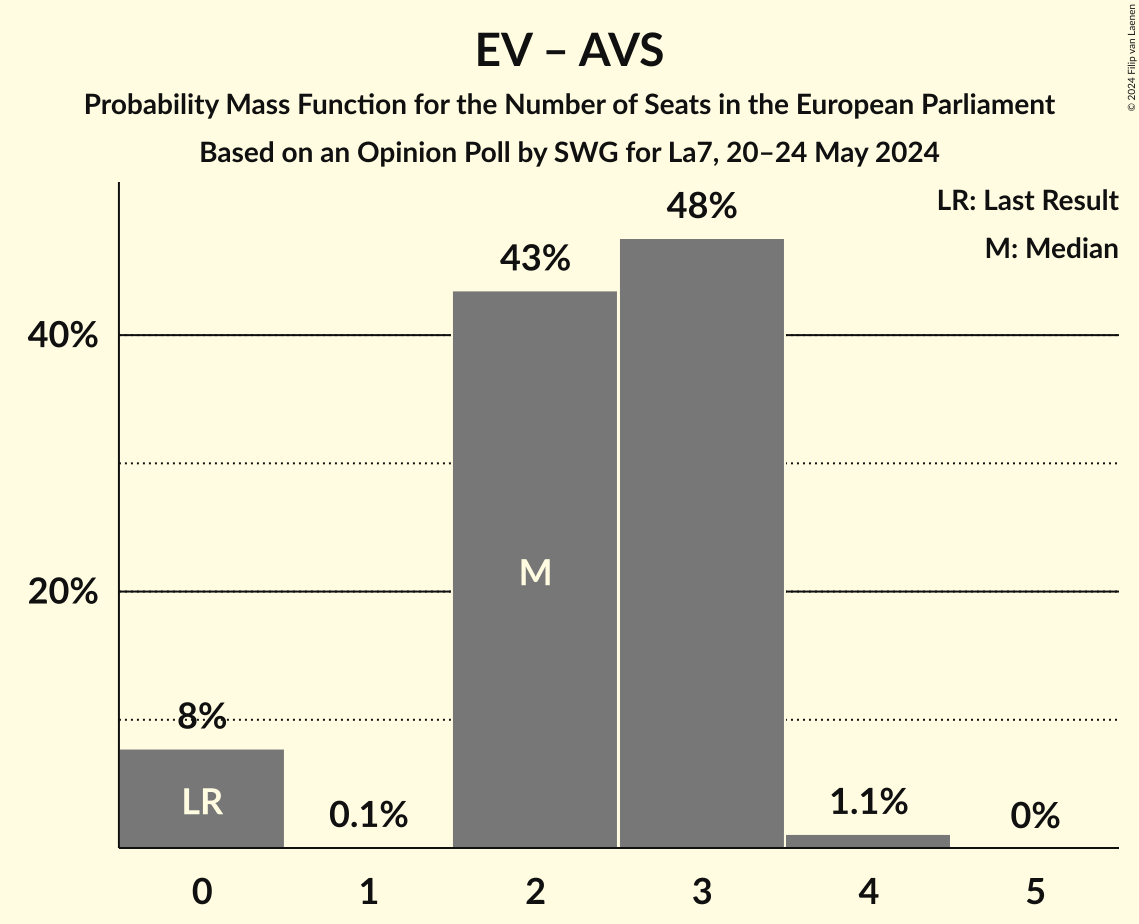 EV – AVS
Probability Mass Function for the Number of Seats in the European Parliament
Based on an Opinion Poll by SWG for La7, 20–24 May 2024
© 2024 Filip van Laenen
LR: Last Result
M: Median
48%
43%
40%
M
20%
8%
LR
0.1%
1.1%
0%
0 1 2 3 4 5